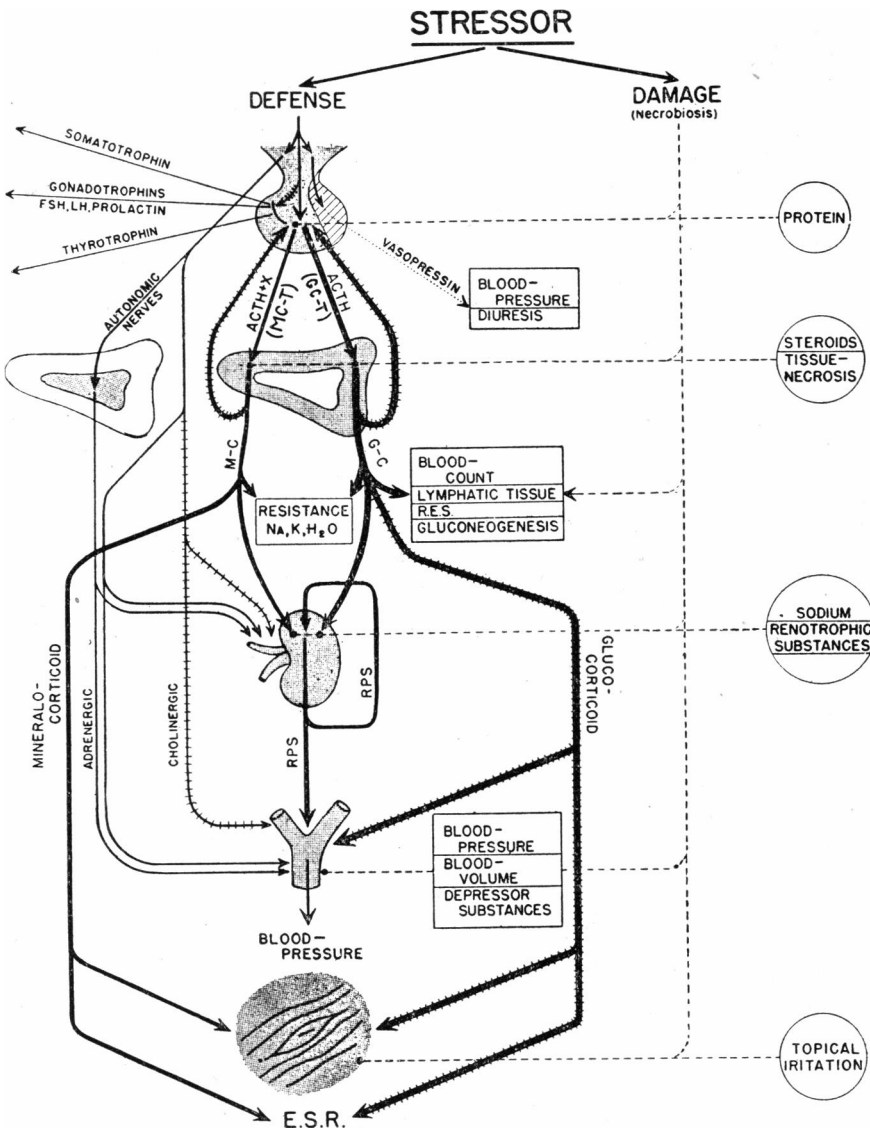 STRESSOR
DEFENSE
DAMAGE
(Necrobiosis)
SOMATOTROPHIN
GONADOTROPHINS
FSH, LH, PROLACTIN
THYROTROPHIN
PROTEIN
VASOPRESSIN
BLOOD—
PRESSURE
DIURESIS
AUTONOMIC
NERVES
ACTH+X
(MC-T)
ACTH
(GC-T)
STEROIDS
TISSUE—
NECROSIS
M-C
G-C
BLOOD—
COUNT
LYMPHATIC TISSUE
R.E.S.
GLUCONEOGENESIS
RESISTANCE
NA, K, H₂O
SODIUM
RENOTROPHIC
SUBSTANCES
MINERALO-
CORTICOID
ADRENERGIC
CHOLINERGIC
RPS
RPS
GLUCO-
CORTICOID
BLOOD—
PRESSURE
BLOOD—
VOLUME
DEPRESSOR
SUBSTANCES
BLOOD—
PRESSURE
TOPICAL
IRITATION
E.S.R.